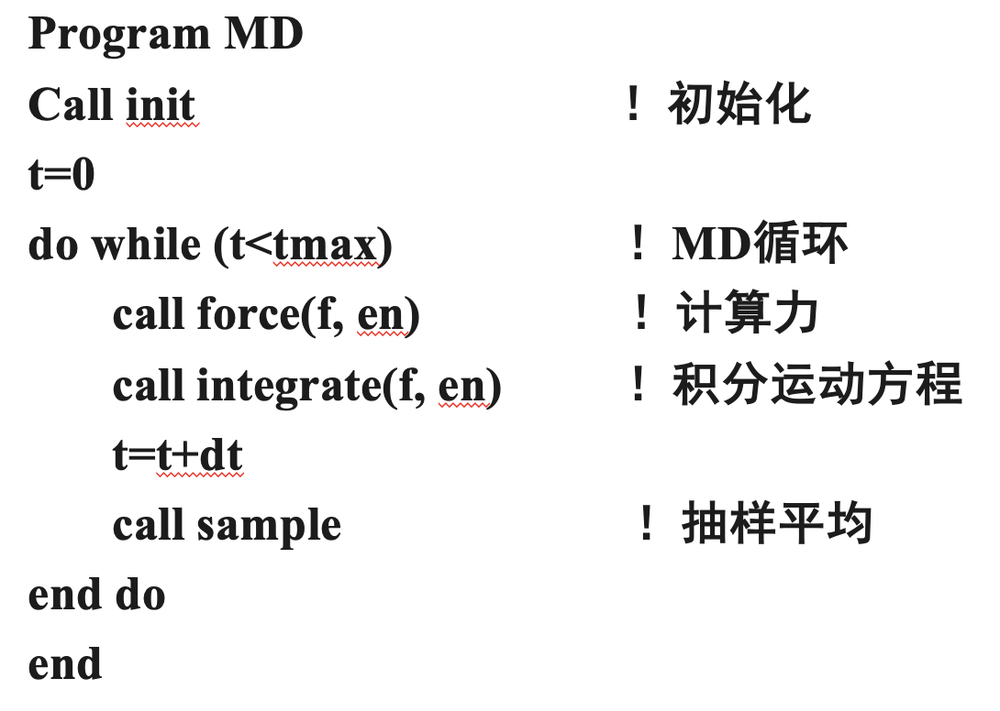 Program MD
Call init ！初始化
t=0
do while (t<tmax) ！MD循环
call force(f, en) ！计算力
call integrate(f, en) ！积分运动方程
t=t+dt
call sample ！抽样平均
end do
end